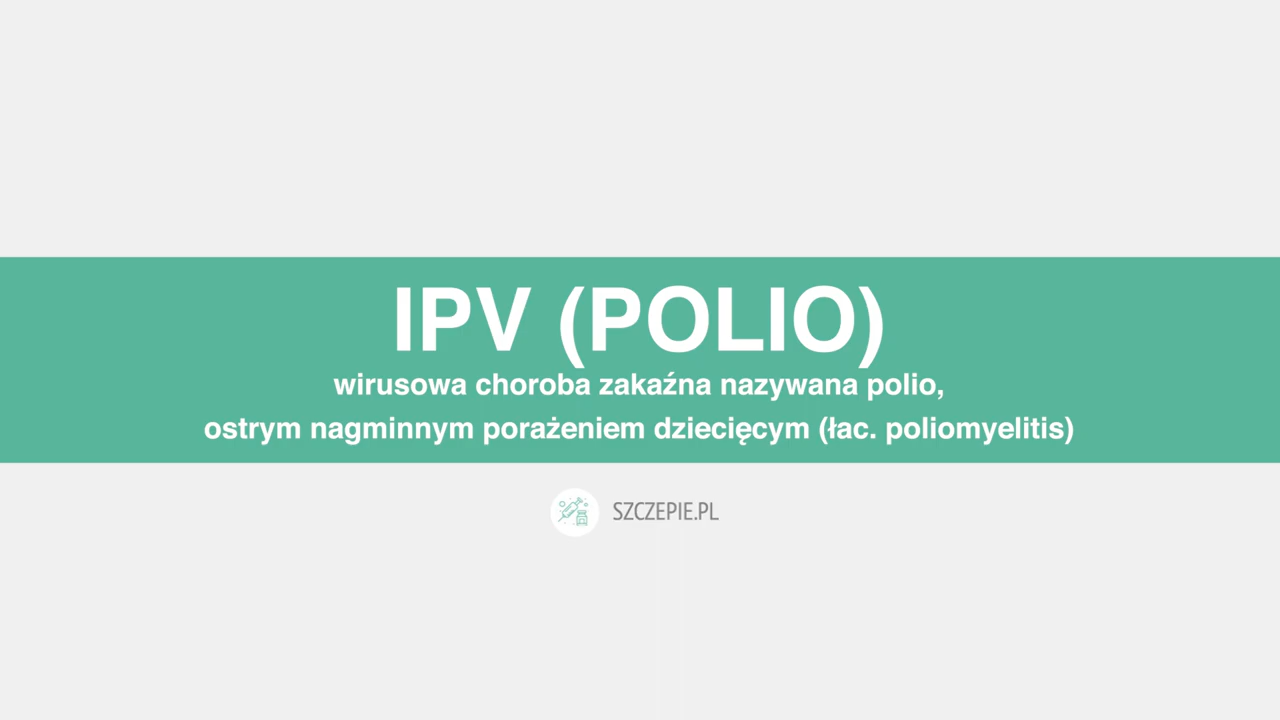 IPV (POLIO)
wirusowa choroba zakaźna nazywana polio,
ostrym nagminnym porażeniem dziecięcym (łac. poliomyelitis)
SZCZEPIE.PL